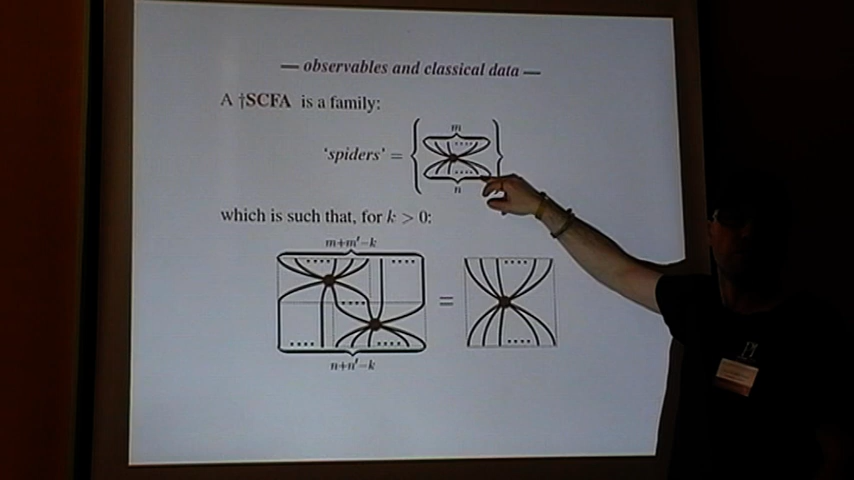 — observables and classical data —
A †SCFA is a family:
m
'spiders' = { }
n
which is such that, for k > 0:
m+m'−k
=
n+n'−k